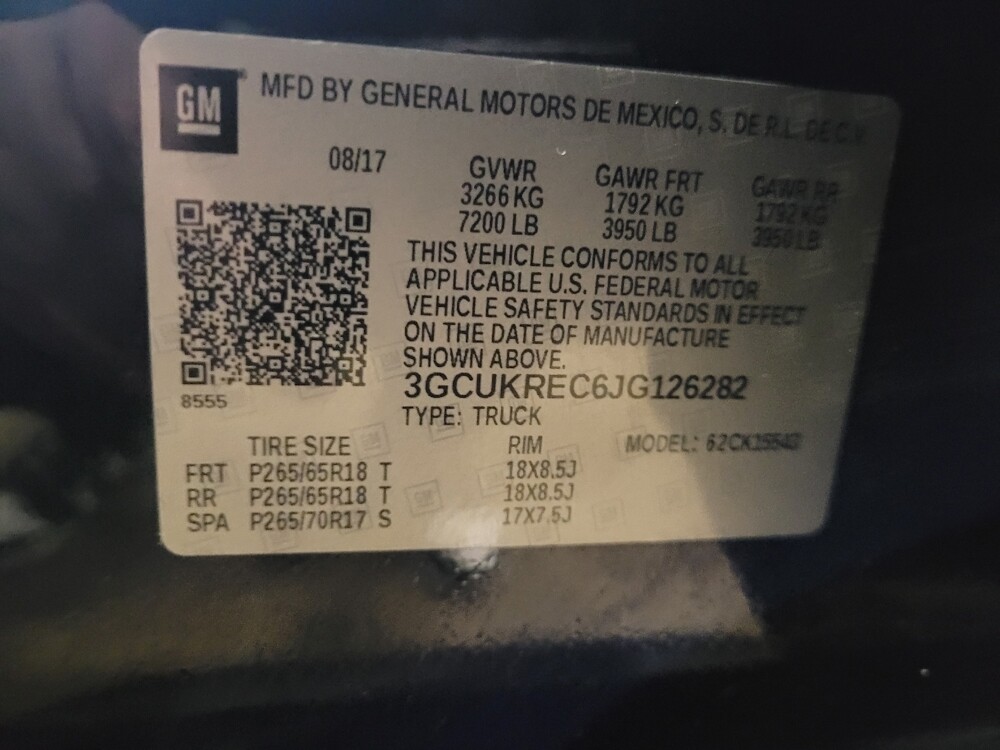 GM MFD BY GENERAL MOTORS DE MEXICO, S. DE R.L. DE C.V.
08/17
GVWR GAWR FRT GAWR RR
3266 KG 1792 KG 1792 KG
7200 LB 3950 LB 3950 LB
THIS VEHICLE CONFORMS TO ALL
APPLICABLE U.S. FEDERAL MOTOR
VEHICLE SAFETY STANDARDS IN EFFECT
ON THE DATE OF MANUFACTURE
SHOWN ABOVE.
3GCUKREC6JG126282
8555
TYPE: TRUCK
TIRE SIZE RIM MODEL: 62CK15543
FRT P265/65R18 T 18X8.5J
RR P265/65R18 T 18X8.5J
SPA P265/70R17 S 17X7.5J